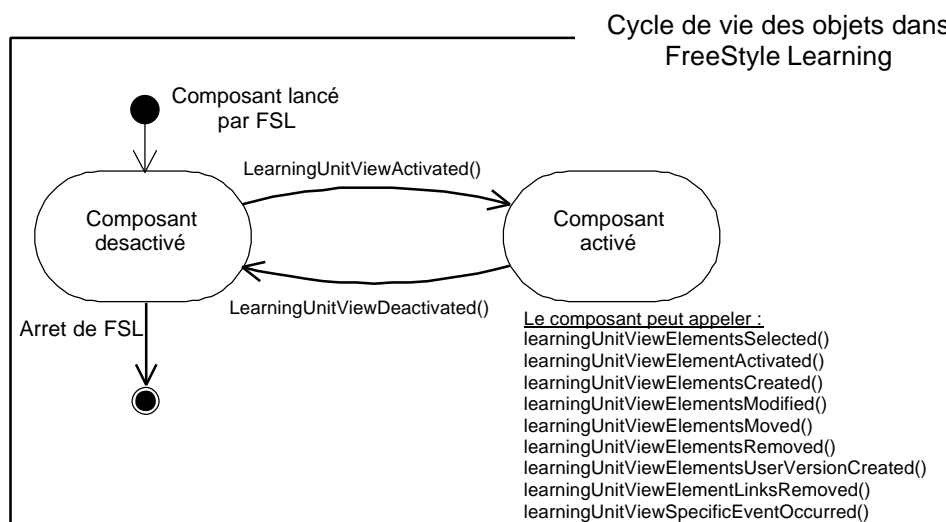 Cycle de vie des objets dans
FreeStyle Learning
Composant lancé
par FSL
LearningUnitViewActivated()
Composant
desactivé
Composant
activé
LearningUnitViewDeactivated()
Arret de FSL
Le composant peut appeler :
learningUnitViewElementsSelected()
learningUnitViewElementActivated()
learningUnitViewElementsCreated()
learningUnitViewElementsModified()
learningUnitViewElementsMoved()
learningUnitViewElementsRemoved()
learningUnitViewElementsUserVersionCreated()
learningUnitViewElementLinksRemoved()
learningUnitViewSpecificEventOccurred()